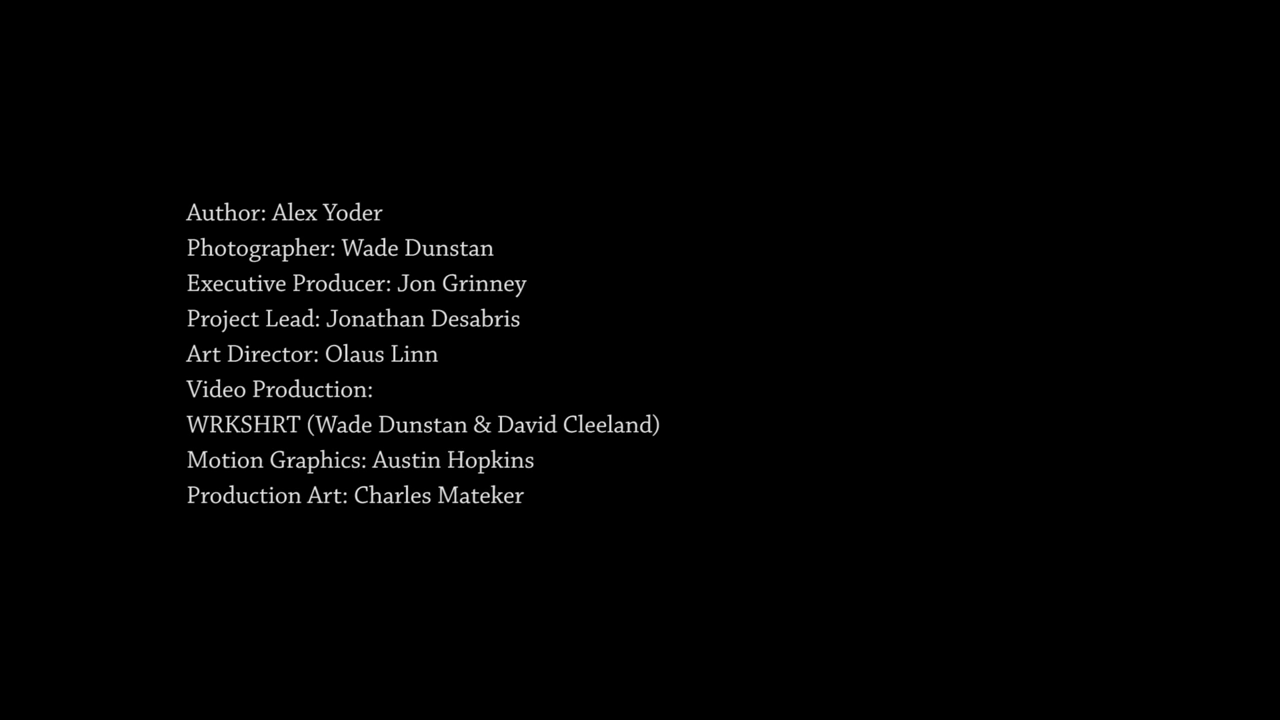 Author: Alex Yoder
Photographer: Wade Dunstan
Executive Producer: Jon Grinney
Project Lead: Jonathan Desabris
Art Director: Olaus Linn
Video Production:
WRKSHRT (Wade Dunstan & David Cleeland)
Motion Graphics: Austin Hopkins
Production Art: Charles Mateker